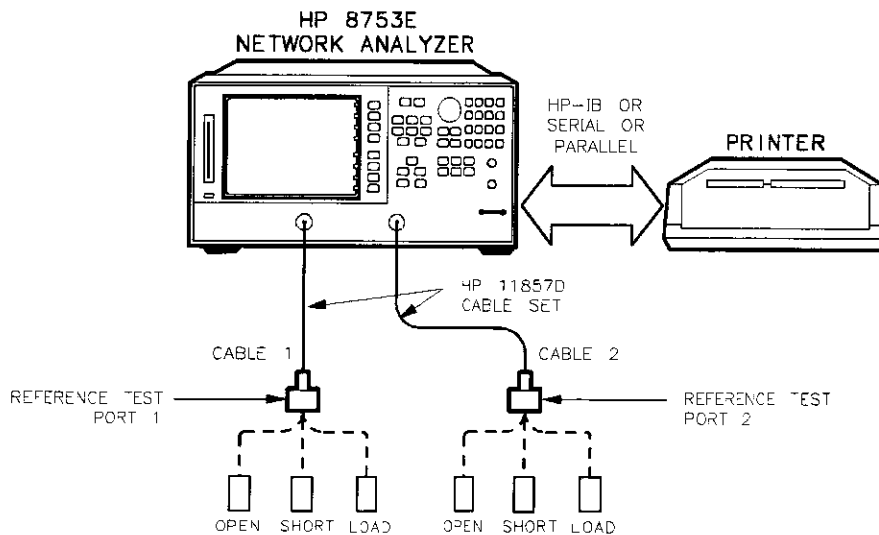 HP 8753E
NETWORK ANALYZER
HP-IB OR
SERIAL OR
PARALLEL
PRINTER
HP 11857D
CABLE SET
CABLE 1
CABLE 2
REFERENCE TEST
PORT 1
REFERENCE TEST
PORT 2
OPEN SHORT LOAD
OPEN SHORT LOAD